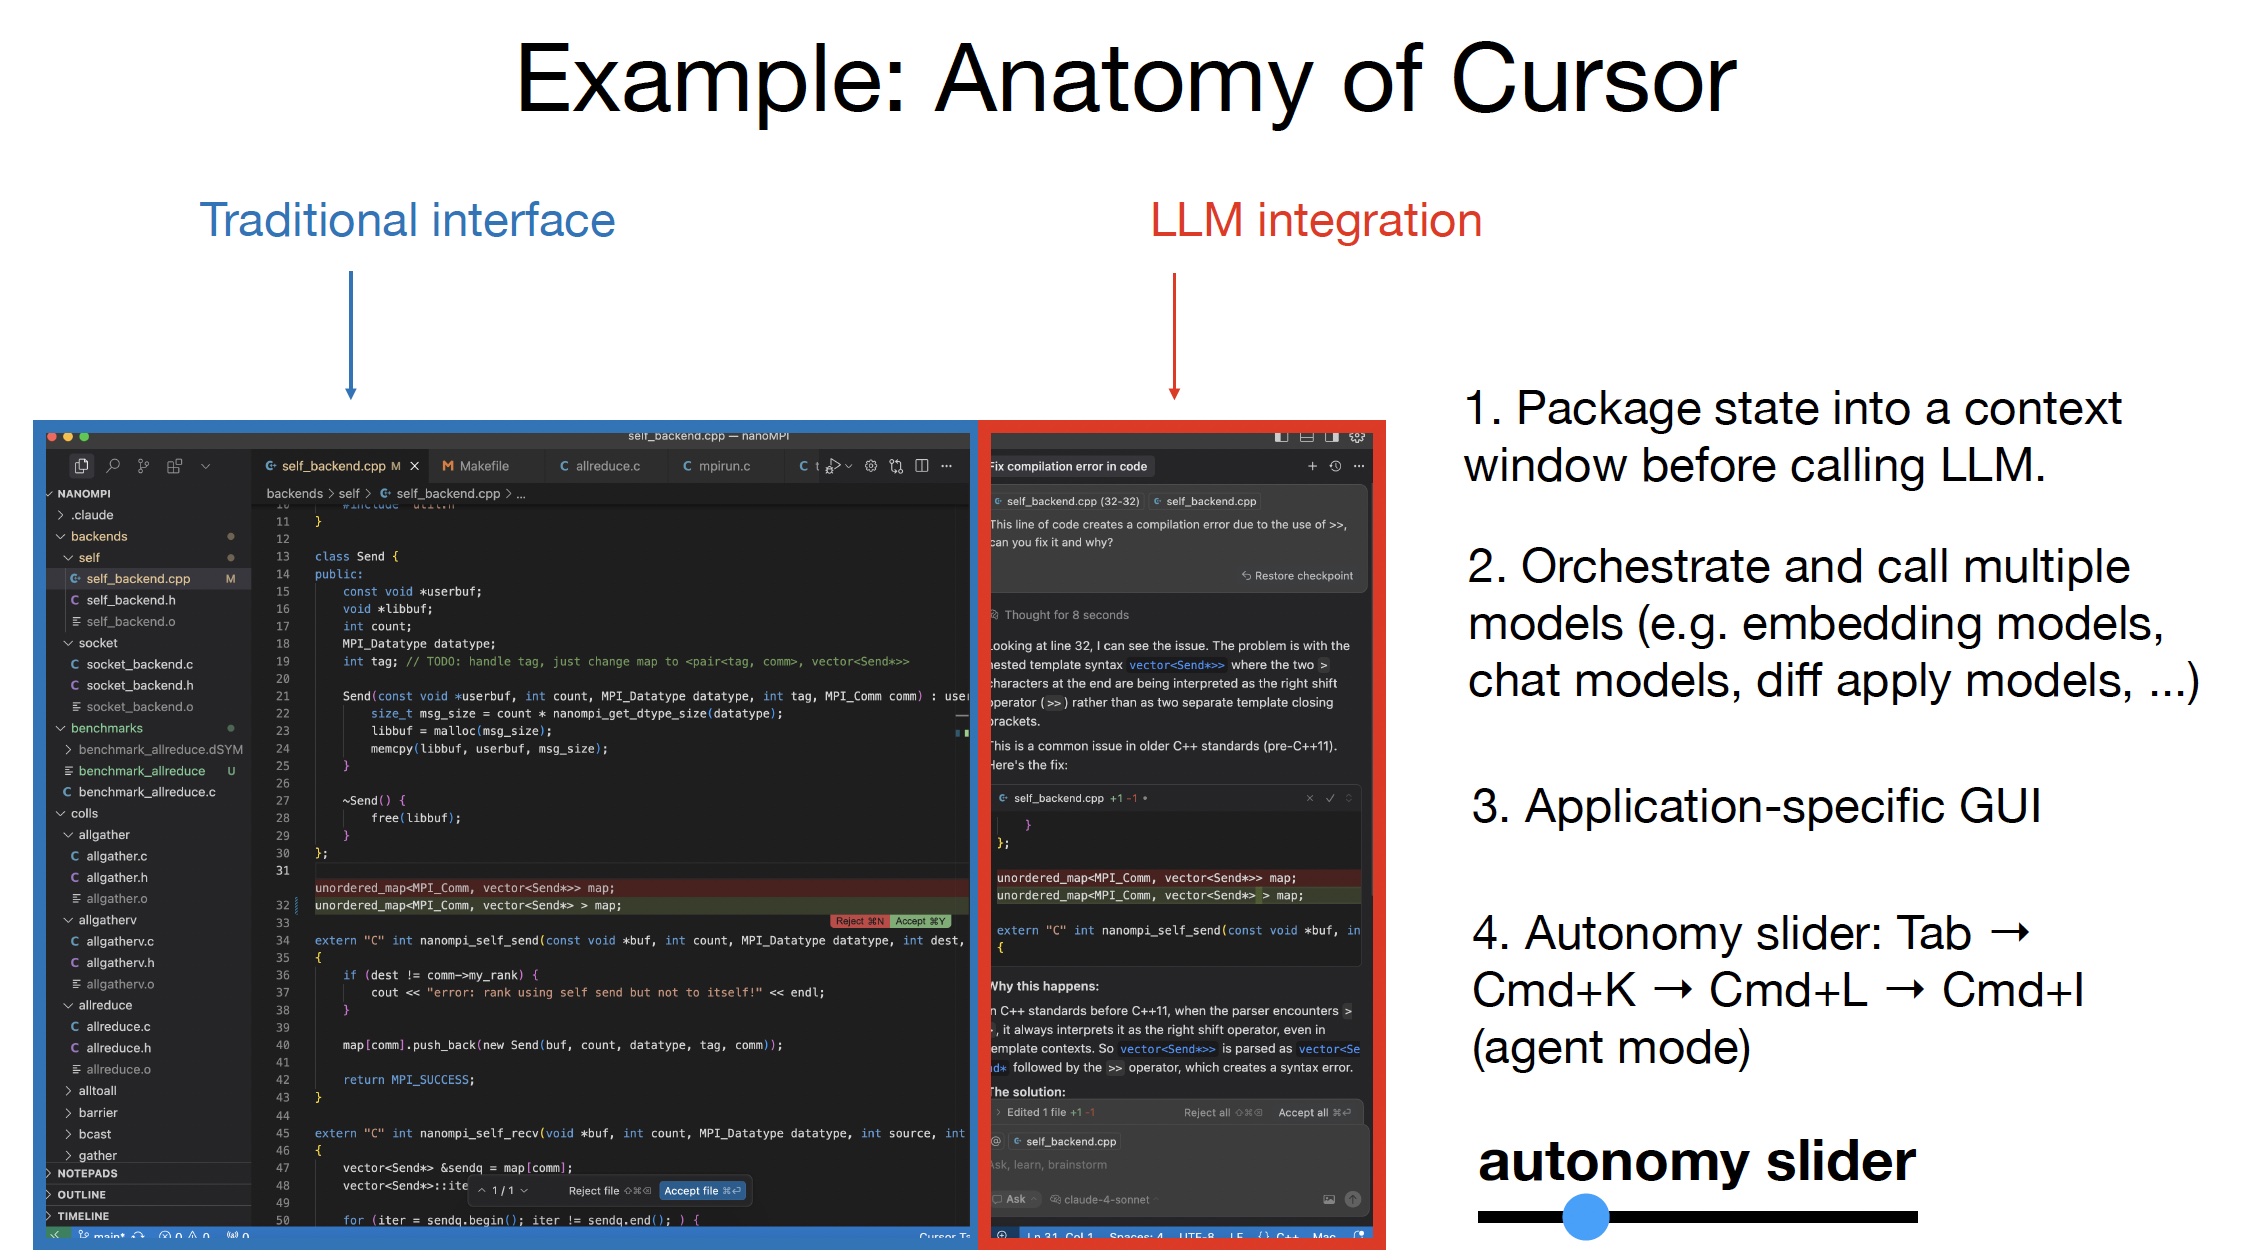 Example: Anatomy of Cursor
Traditional interface
LLM integration
self_backend.cpp — nanoMPI
self_backend.cpp M
Makefile
allreduce.c
mpirun.c
backends > self > self_backend.cpp > ...
NANOMPI
.claude
backends
self
self_backend.cpp M
self_backend.h
self_backend.o
socket
socket_backend.c
socket_backend.h
socket_backend.o
benchmarks
benchmark_allreduce.dSYM
benchmark_allreduce U
benchmark_allreduce.c
colls
allgather
allgather.c
allgather.h
allgather.o
allgatherv
allgatherv.c
allgatherv.h
allgatherv.o
allreduce
allreduce.c
allreduce.h
allreduce.o
alltoall
barrier
bcast
gather
NOTEPADS
OUTLINE
TIMELINE
main*
10 #include "util.h"
11 }
12
13 class Send {
14 public:
15 const void *userbuf;
16 void *libbuf;
17 int count;
18 MPI_Datatype datatype;
19 int tag; // TODO: handle tag, just change map to <pair<tag, comm>, vector<Send*>>
20
21 Send(const void *userbuf, int count, MPI_Datatype datatype, int tag, MPI_Comm comm) : user
22 size_t msg_size = count * nanompi_get_dtype_size(datatype);
23 libbuf = malloc(msg_size);
24 memcpy(libbuf, userbuf, msg_size);
25 }
26
27 ~Send() {
28 free(libbuf);
29 }
30 };
31
unordered_map<MPI_Comm, vector<Send*>> map;
32 unordered_map<MPI_Comm, vector<Send*> > map;
33
Reject ⌘N Accept ⌘Y
34 extern "C" int nanompi_self_send(const void *buf, int count, MPI_Datatype datatype, int dest,
35 {
36 if (dest != comm->my_rank) {
37 cout << "error: rank using self send but not to itself!" << endl;
38 }
39
40 map[comm].push_back(new Send(buf, count, datatype, tag, comm));
41
42 return MPI_SUCCESS;
43 }
44
45 extern "C" int nanompi_self_recv(void *buf, int count, MPI_Datatype datatype, int source, int
46 {
47 vector<Send*> &sendq = map[comm];
48 vector<Send*>::ite
49
50 for (iter = sendq.begin(); iter != sendq.end(); ) {
1 / 1
Reject file ⇧⌘⌫
Accept file ⌘⏎
Fix compilation error in code
self_backend.cpp (32-32) self_backend.cpp
This line of code creates a compilation error due to the use of >>,
can you fix it and why?
Restore checkpoint
Thought for 8 seconds
Looking at line 32, I can see the issue. The problem is with the
nested template syntax vector<Send*>> where the two >
characters at the end are being interpreted as the right shift
operator (>>) rather than as two separate template closing
brackets.
This is a common issue in older C++ standards (pre-C++11).
Here's the fix:
self_backend.cpp +1 -1 •
}
};
unordered_map<MPI_Comm, vector<Send*>> map;
unordered_map<MPI_Comm, vector<Send*> > map;
extern "C" int nanompi_self_send(const void *buf, in
{
Why this happens:
In C++ standards before C++11, when the parser encounters >
>, it always interprets it as the right shift operator, even in
template contexts. So vector<Send*>> is parsed as vector<Se
nd* followed by the >> operator, which creates a syntax error.
The solution:
Edited 1 file +1 -1 Reject all ⇧⌘⌫ Accept all ⌘⏎
@ self_backend.cpp
Ask, learn, brainstorm
Ask claude-4-sonnet
Ln 31, Col 1 Spaces: 4 UTF-8 LF {} C++ Mac
1. Package state into a context
window before calling LLM.
2. Orchestrate and call multiple
models (e.g. embedding models,
chat models, diff apply models, ...)
3. Application-specific GUI
4. Autonomy slider: Tab →
Cmd+K → Cmd+L → Cmd+I
(agent mode)
autonomy slider